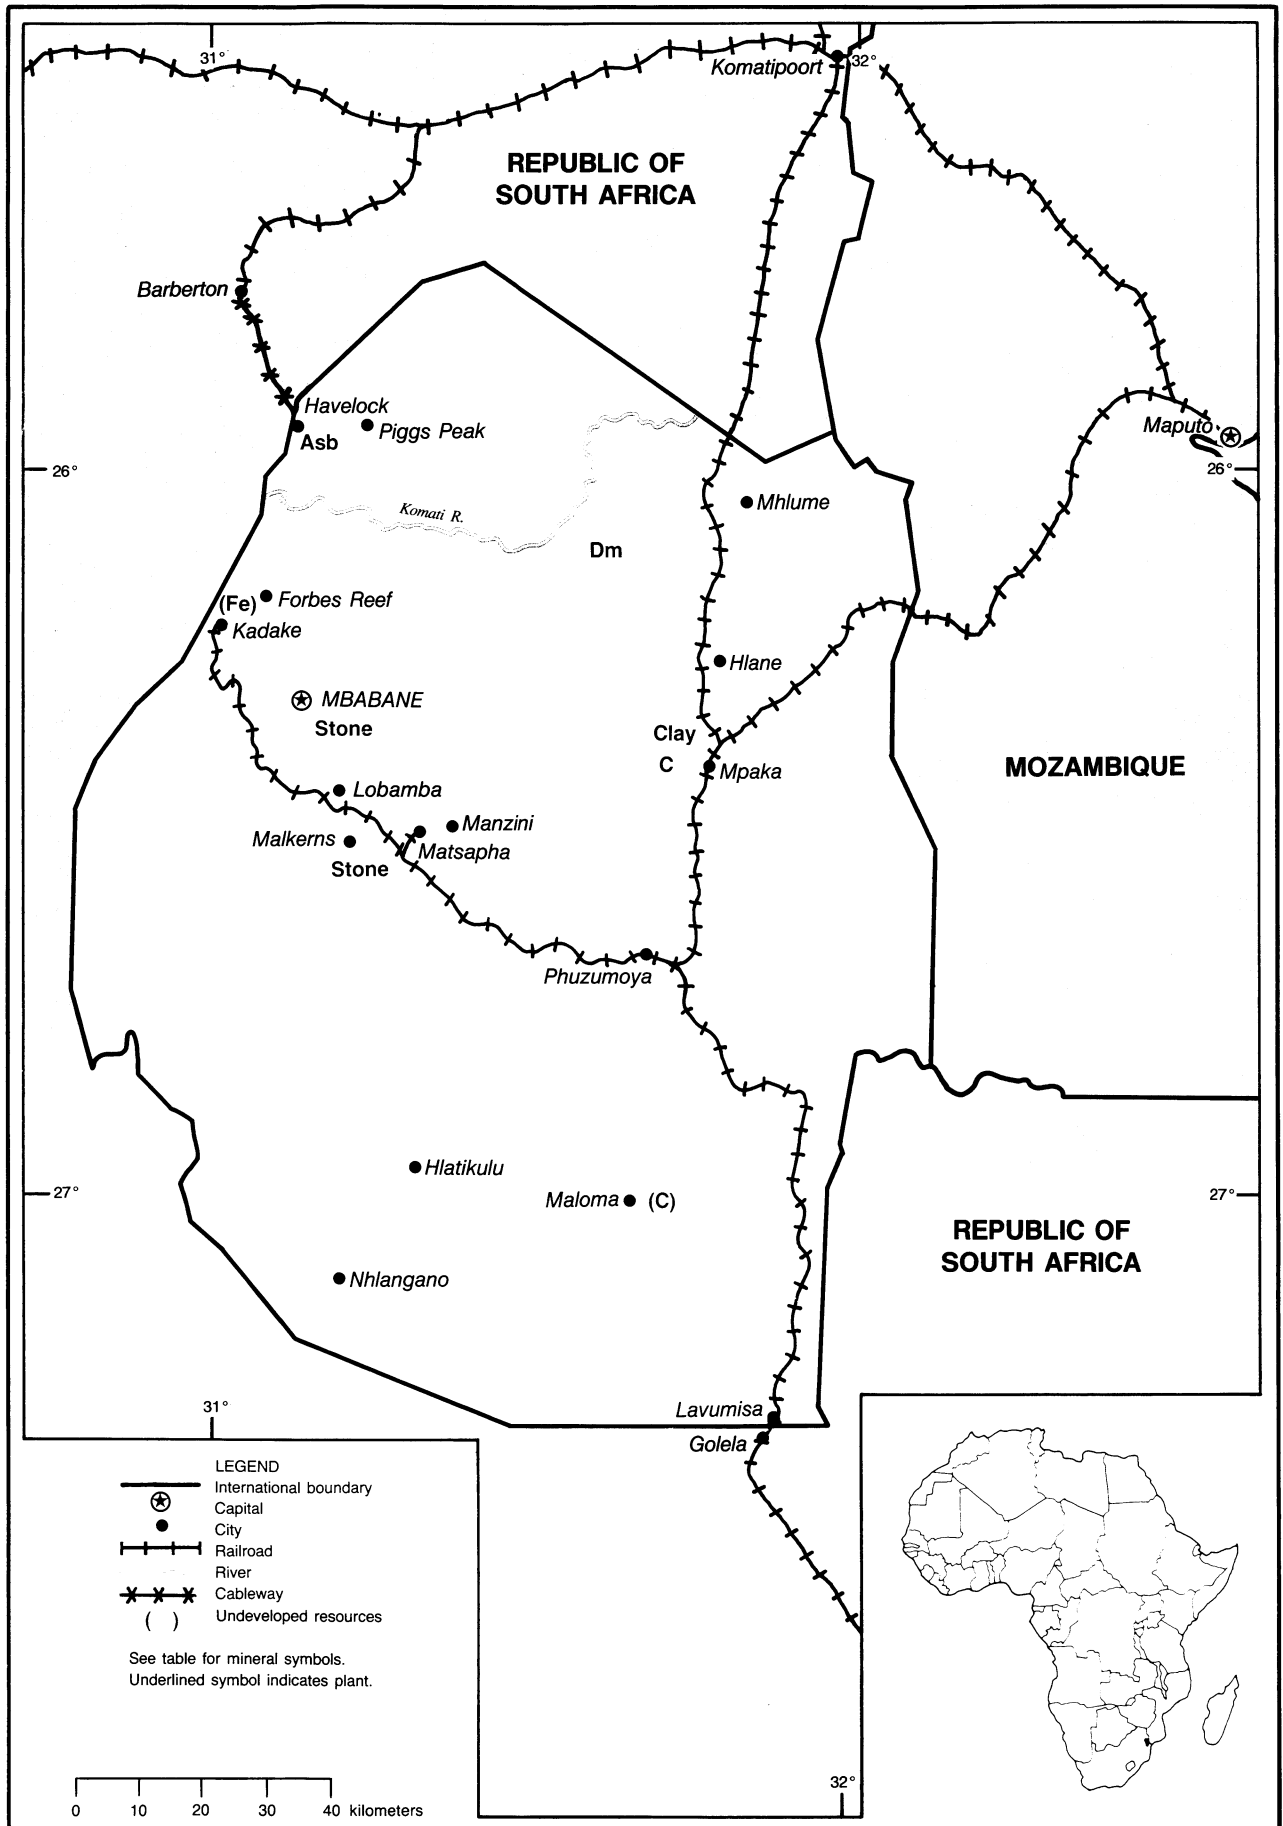 31°
Komatipoort
32°
REPUBLIC OF
SOUTH AFRICA
Barberton
Havelock
Asb
Piggs Peak
Maputo
26°
26°
Komati R.
Mhlume
Dm
(Fe)
Forbes Reef
Kadake
Hlane
MBABANE
Stone
Clay
C
Mpaka
MOZAMBIQUE
Lobamba
Malkerns
Manzini
Matsapha
Stone
Phuzumoya
Hlatikulu
27°
Maloma
(C)
27°
REPUBLIC OF
SOUTH AFRICA
Nhlangano
31°
Lavumisa
Golela
LEGEND
International boundary
Capital
City
Railroad
River
Cableway
( ) Undeveloped resources
See table for mineral symbols.
Underlined symbol indicates plant.
32°
0 10 20 30 40 kilometers